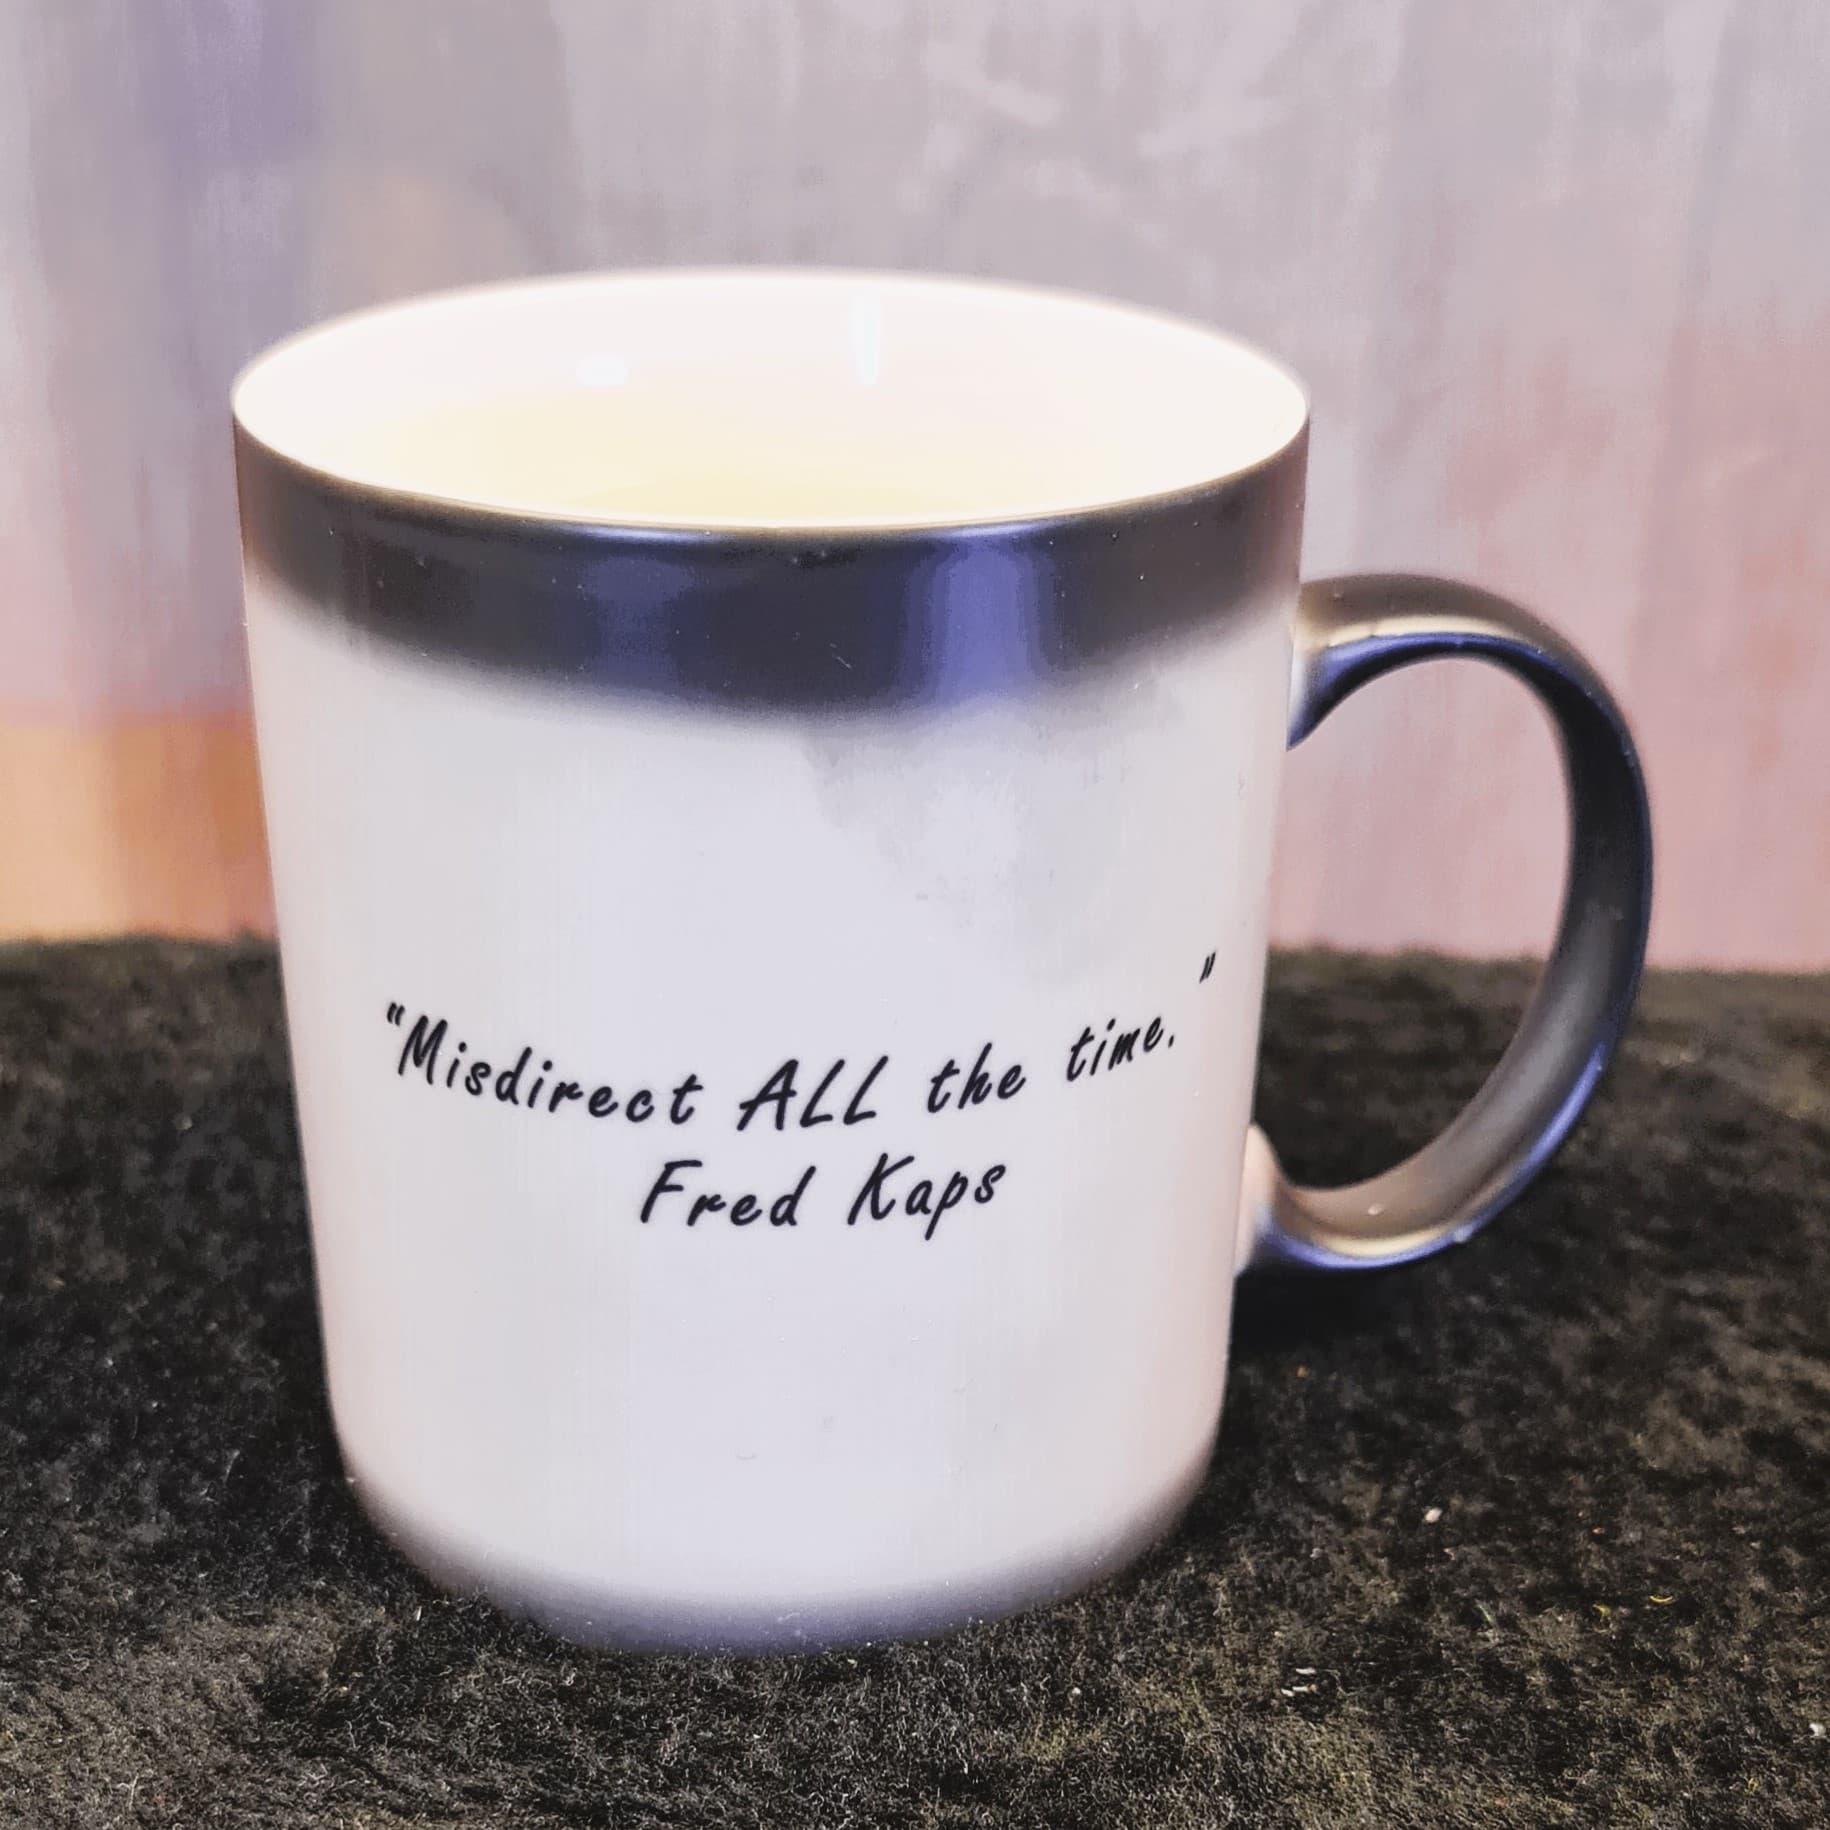 "Misdirect ALL the time."
Fred Kaps